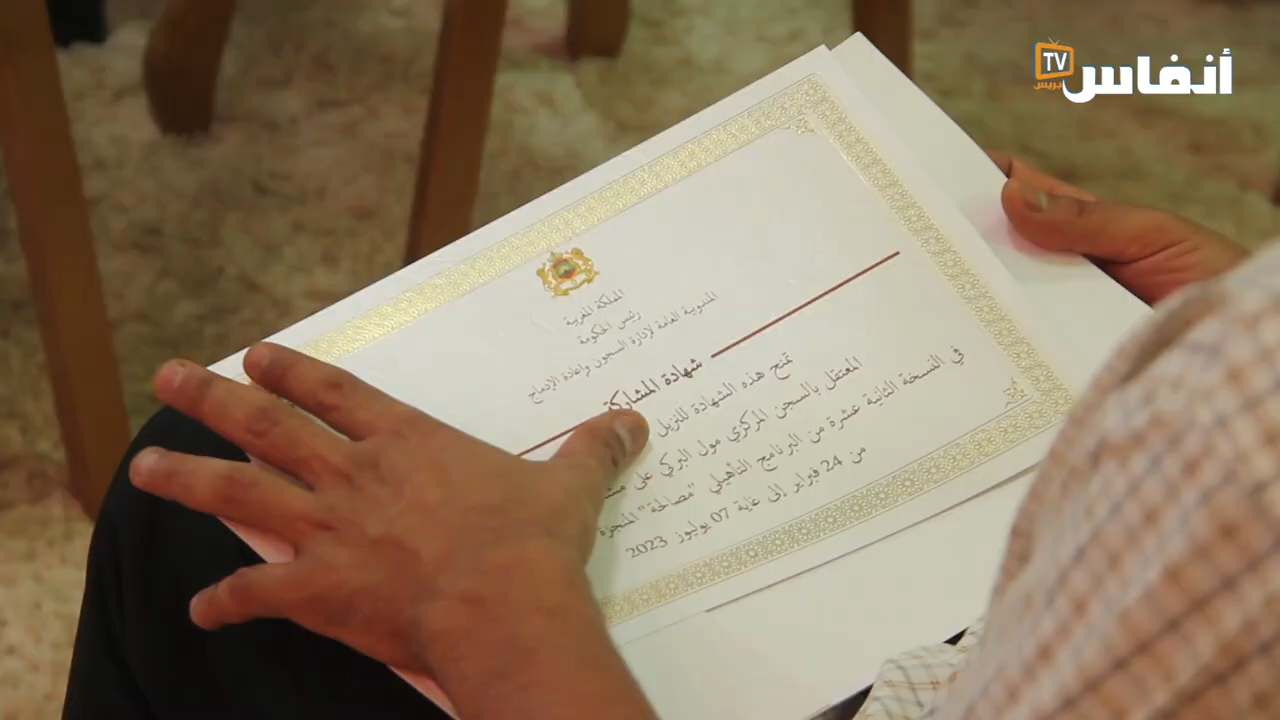 أنفاس
TV
بريس
المملكة المغربية
رئيس الحكومة
المندوبية العامة لإدارة السجون وإعادة الإدماج
شهادة المشاركة
تمنح هذه الشهادة للنزيل
المعتقل بالسجن المركزي مول البركي على
في النسخة الثانية عشرة من البرنامج التأهيلي "مصالحة" المنجزة
من 24 فبراير إلى غاية 07 يوليوز 2023